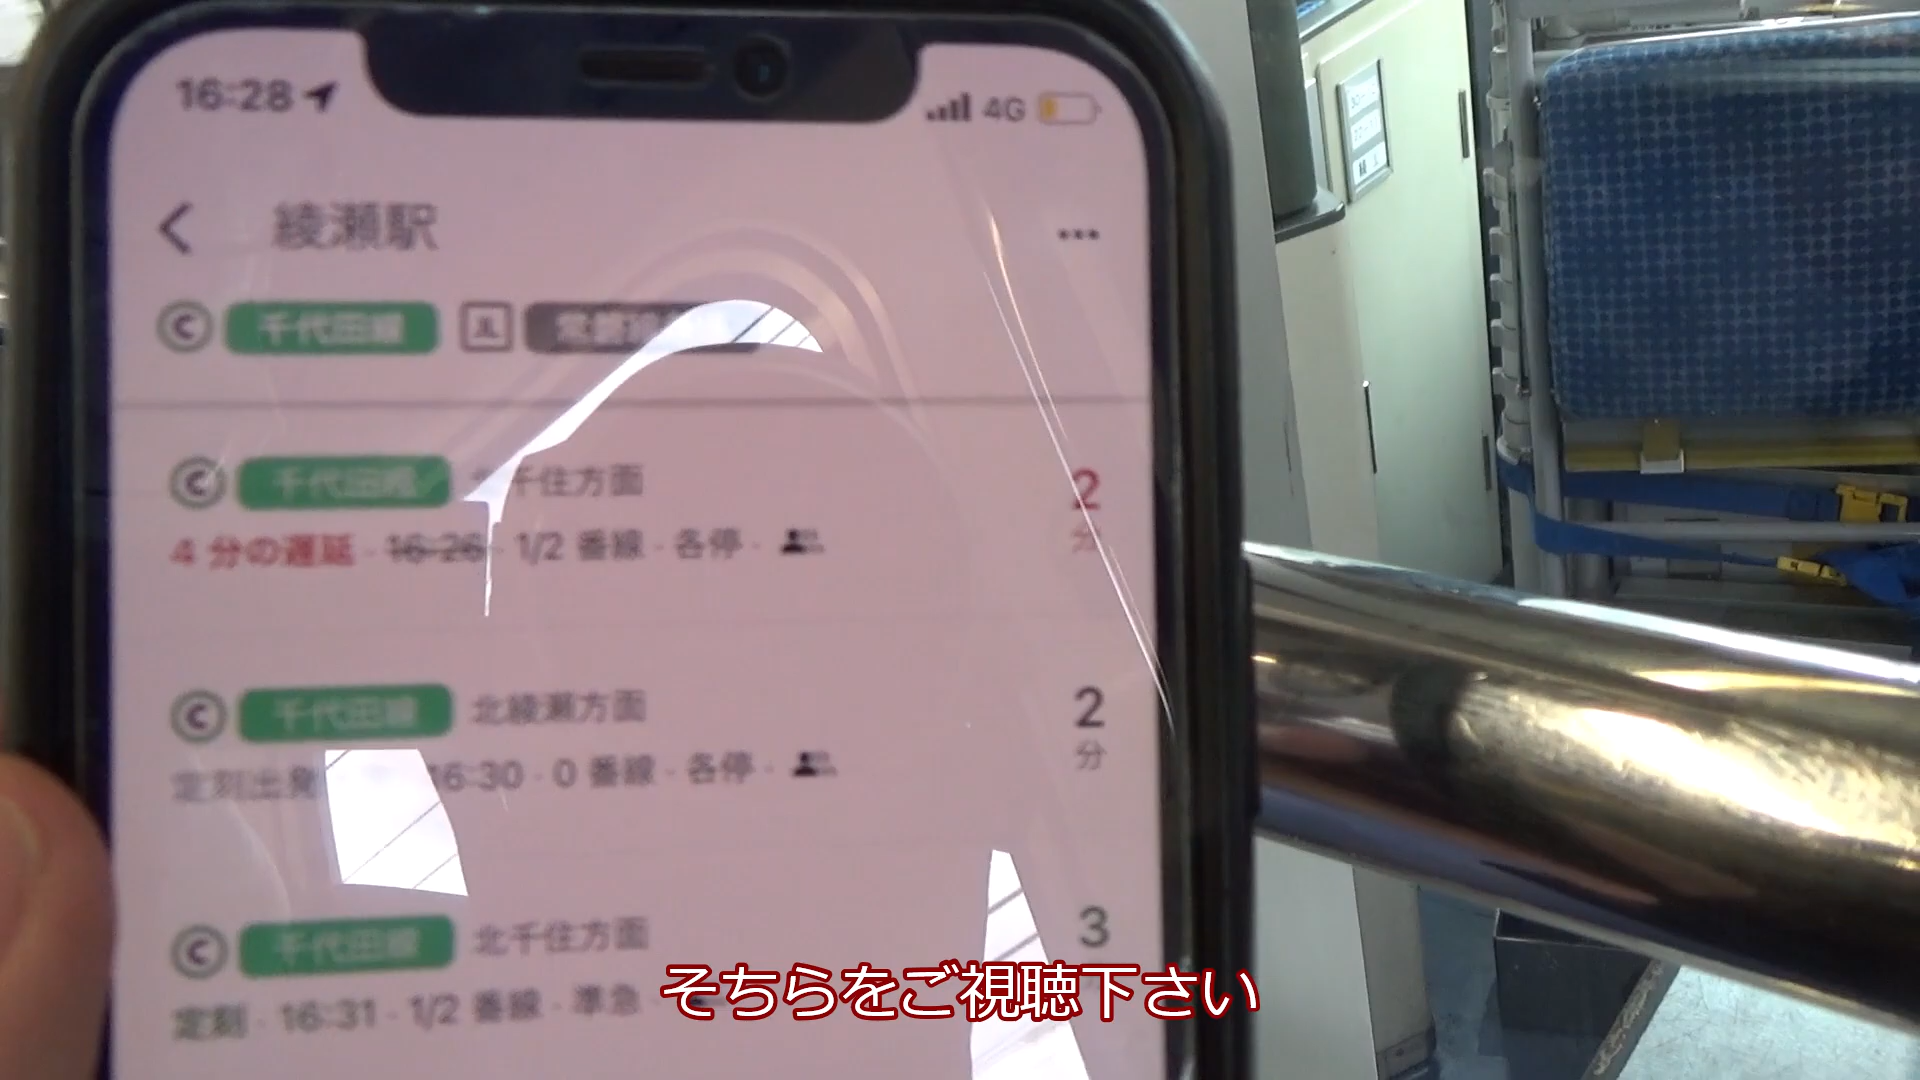 16:28 4G
綾瀬駅
C 千代田線 JL
C 千代田線 北千住方面 2
4 分の遅延 · 16:26 · 1/2 番線 · 各停 · 分
C 千代田線 北綾瀬方面 2
定刻出発 16:30 · 0 番線 · 各停 · 分
C 千代田線 北千住方面 3
定刻 · 16:31 · 1/2 番線 · 準急
そちらをご視聴下さい